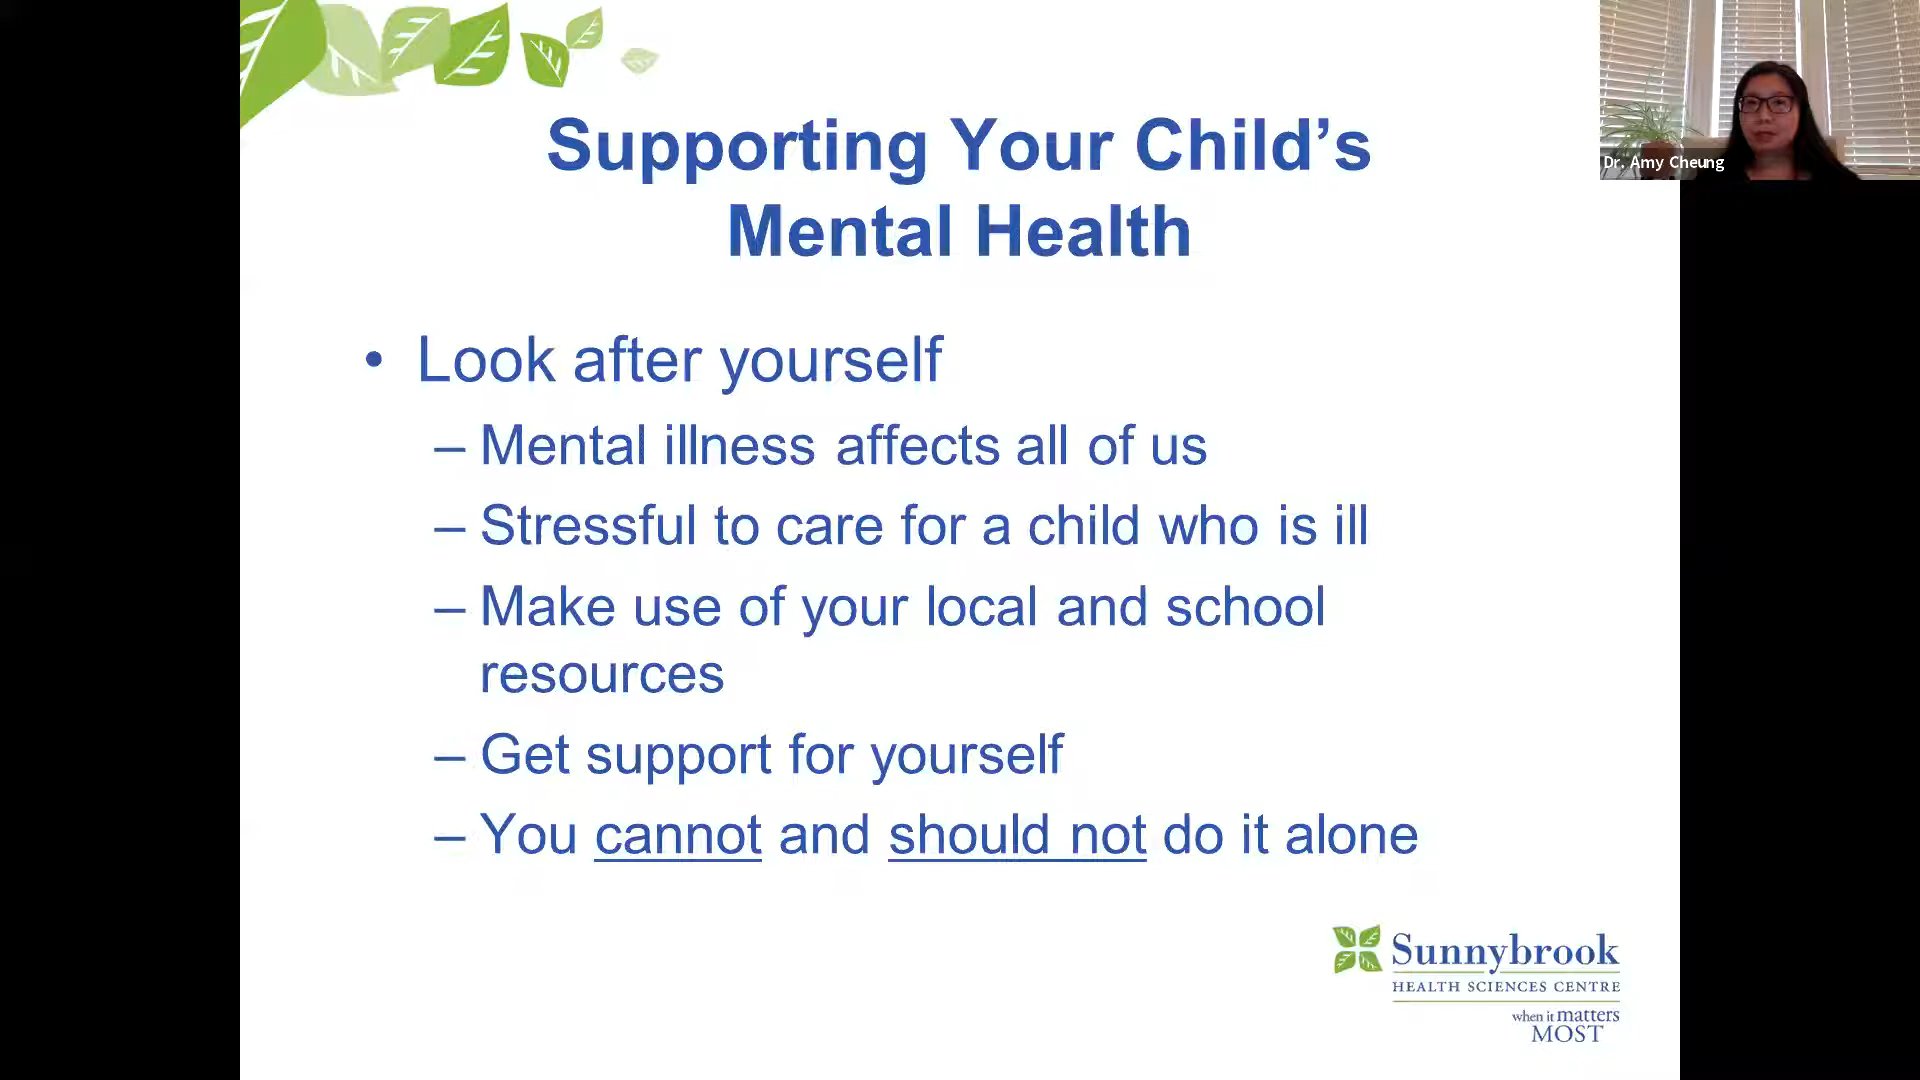 Supporting Your Child’s
Mental Health
• Look after yourself
– Mental illness affects all of us
– Stressful to care for a child who is ill
– Make use of your local and school
resources
– Get support for yourself
– You cannot and should not do it alone
Dr. Amy Cheung
Sunnybrook
HEALTH SCIENCES CENTRE
when it matters
MOST